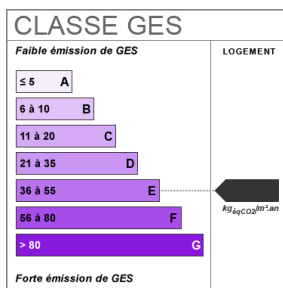 CLASSE GES
Faible émission de GES
LOGEMENT
≤ 5 A
6 à 10 B
11 à 20 C
21 à 35 D
36 à 55 E
kgéqCO2/m².an
56 à 80 F
> 80 G
Forte émission de GES